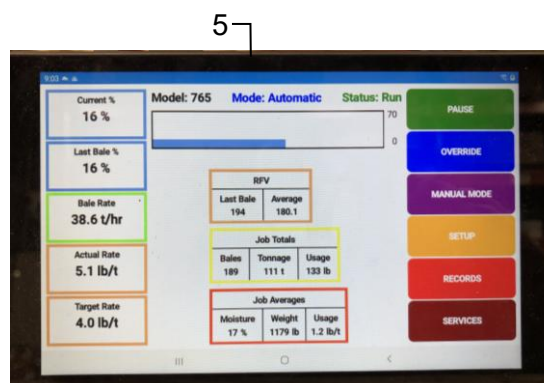 5
9:03
Model: 765 Mode: Automatic Status: Run
70
0
Current %
16 %
Last Bale %
16 %
Bale Rate
38.6 t/hr
Actual Rate
5.1 lb/t
Target Rate
4.0 lb/t
RFV
Last Bale Average
194 180.1
Job Totals
Bales Tonnage Usage
189 111 t 133 lb
Job Averages
Moisture Weight Usage
17 % 1179 lb 1.2 lb/t
PAUSE
OVERRIDE
MANUAL MODE
SETUP
RECORDS
SERVICES